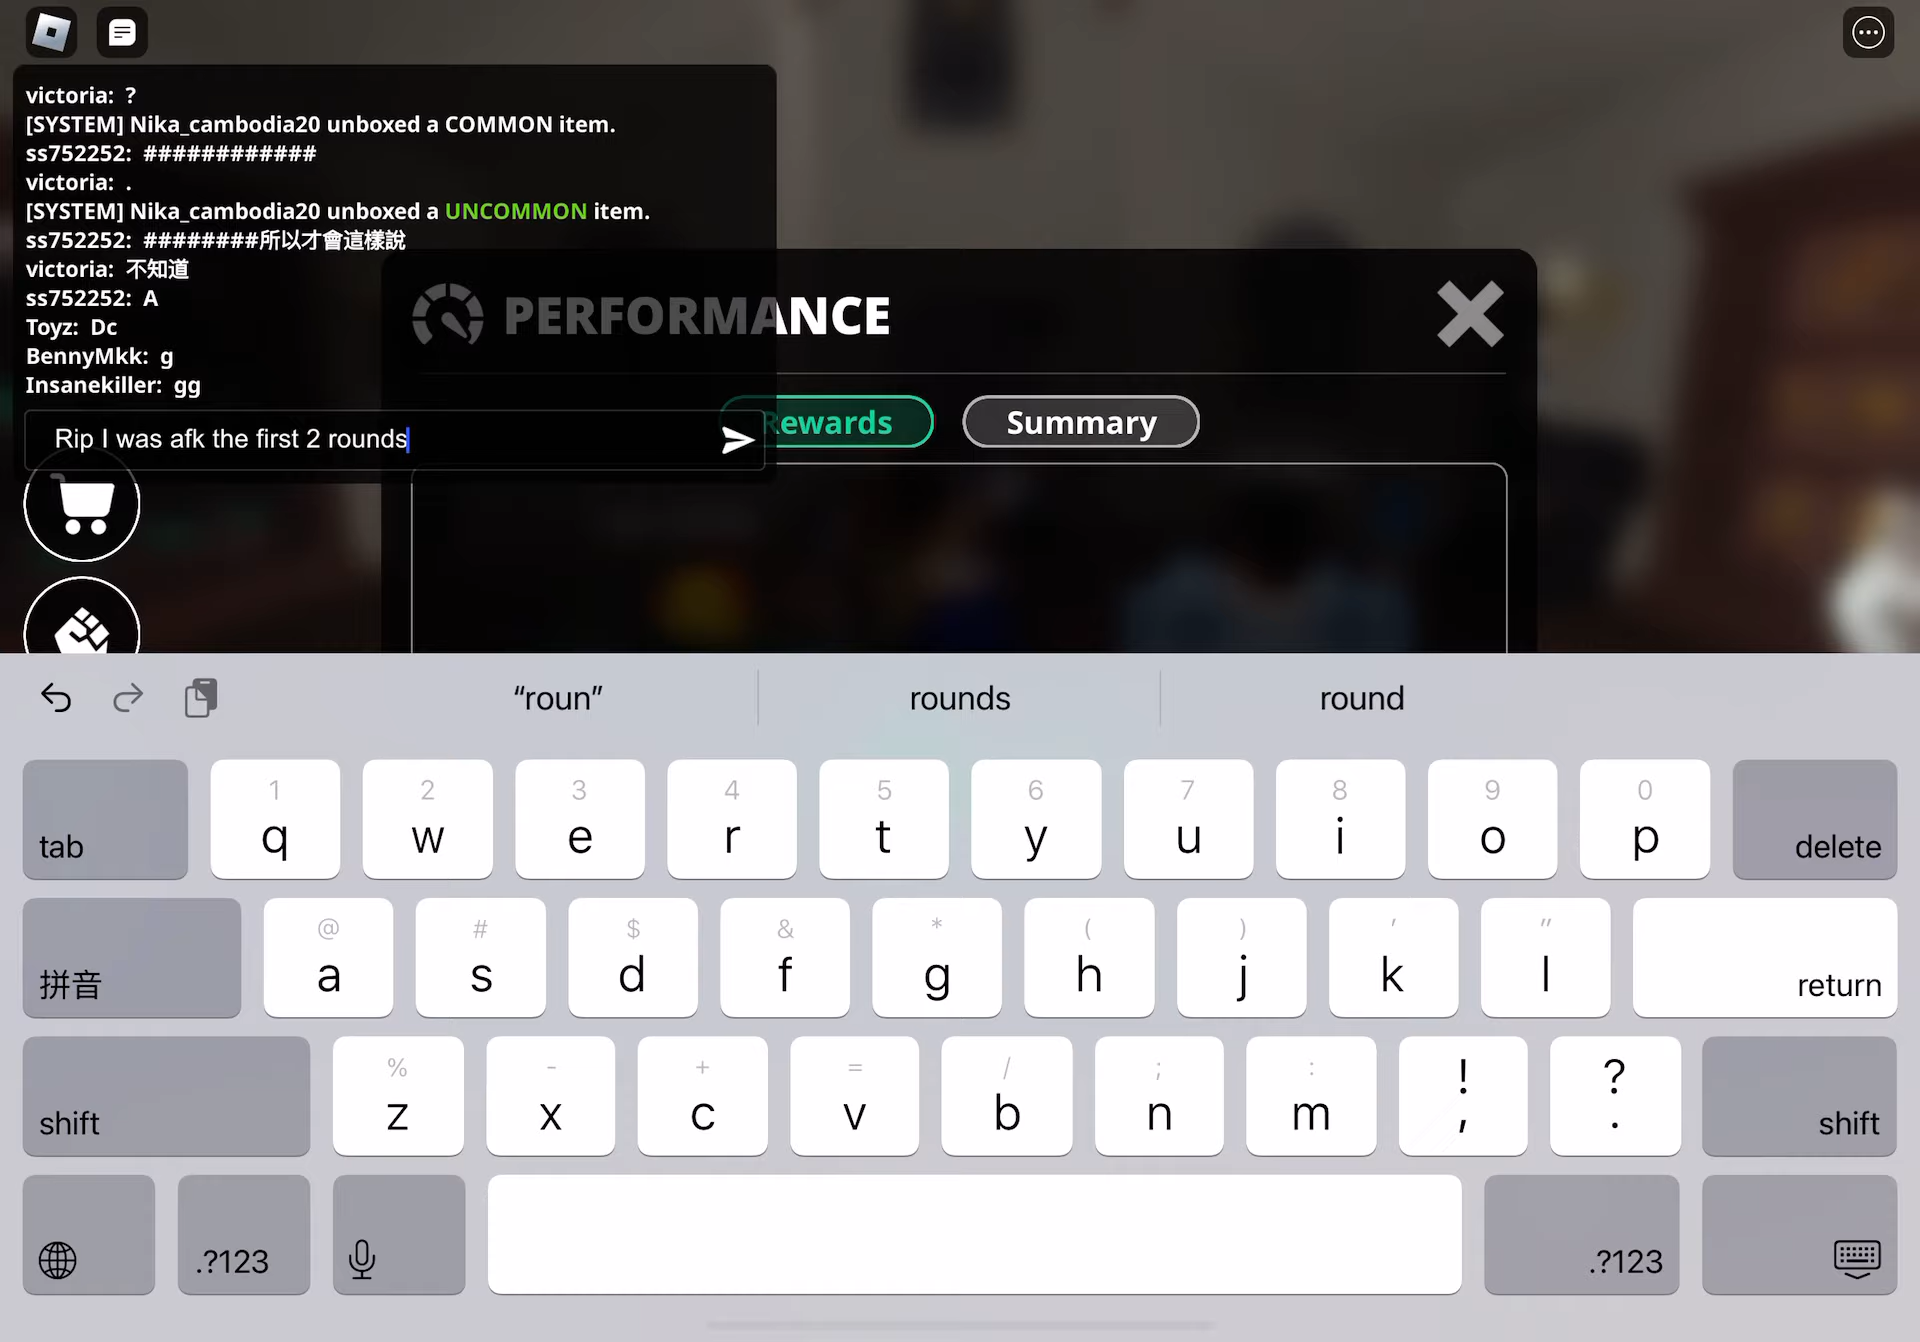 victoria: ?
[SYSTEM] Nika_cambodia20 unboxed a COMMON item.
ss752252: ############
victoria: .
[SYSTEM] Nika_cambodia20 unboxed a UNCOMMON item.
ss752252: ########所以才會這樣說
victoria: 不知道
ss752252: A
Toyz: Dc
BennyMkk: g
Insanekiller: gg
Rip I was afk the first 2 rounds
PERFORMANCE
Rewards Summary
“roun” rounds round
tab 1 q 2 w 3 e 4 r 5 t 6 y 7 u 8 i 9 o 0 p delete
拼音 @ a # s $ d & f * g ( h ) j ' k " l return
shift % z - x + c = v / b ; n : m ! , ? . shift
.?123 .?123